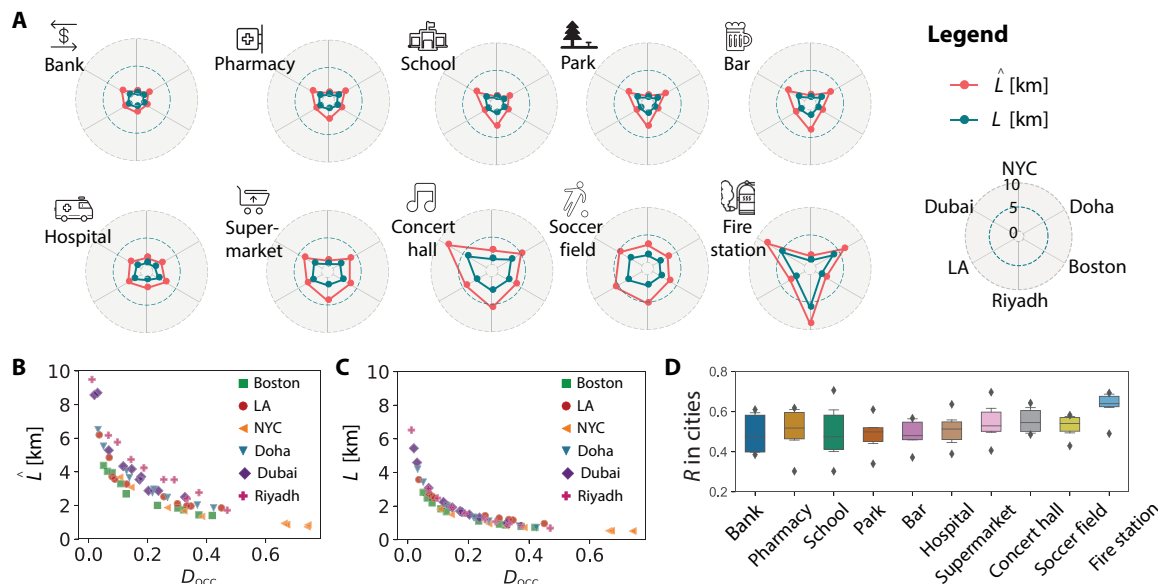 A
Bank
Pharmacy
School
Park
Bar
Legend
L̂ [km]
L [km]
Hospital
Super-
market
Concert
hall
Soccer
field
Fire
station
NYC
10
Dubai
5
Doha
0
LA
Boston
Riyadh
B
L̂ [km]
10
8
6
4
2
0
0.0 0.2 0.4 0.6
D_occ
Boston
LA
NYC
Doha
Dubai
Riyadh
C
L [km]
10
8
6
4
2
0
0.0 0.2 0.4 0.6
D_occ
Boston
LA
NYC
Doha
Dubai
Riyadh
D
R in cities
0.8
0.6
0.4
0.2
Bank
Pharmacy
School
Park
Bar
Hospital
Supermarket
Concert hall
Soccer field
Fire station